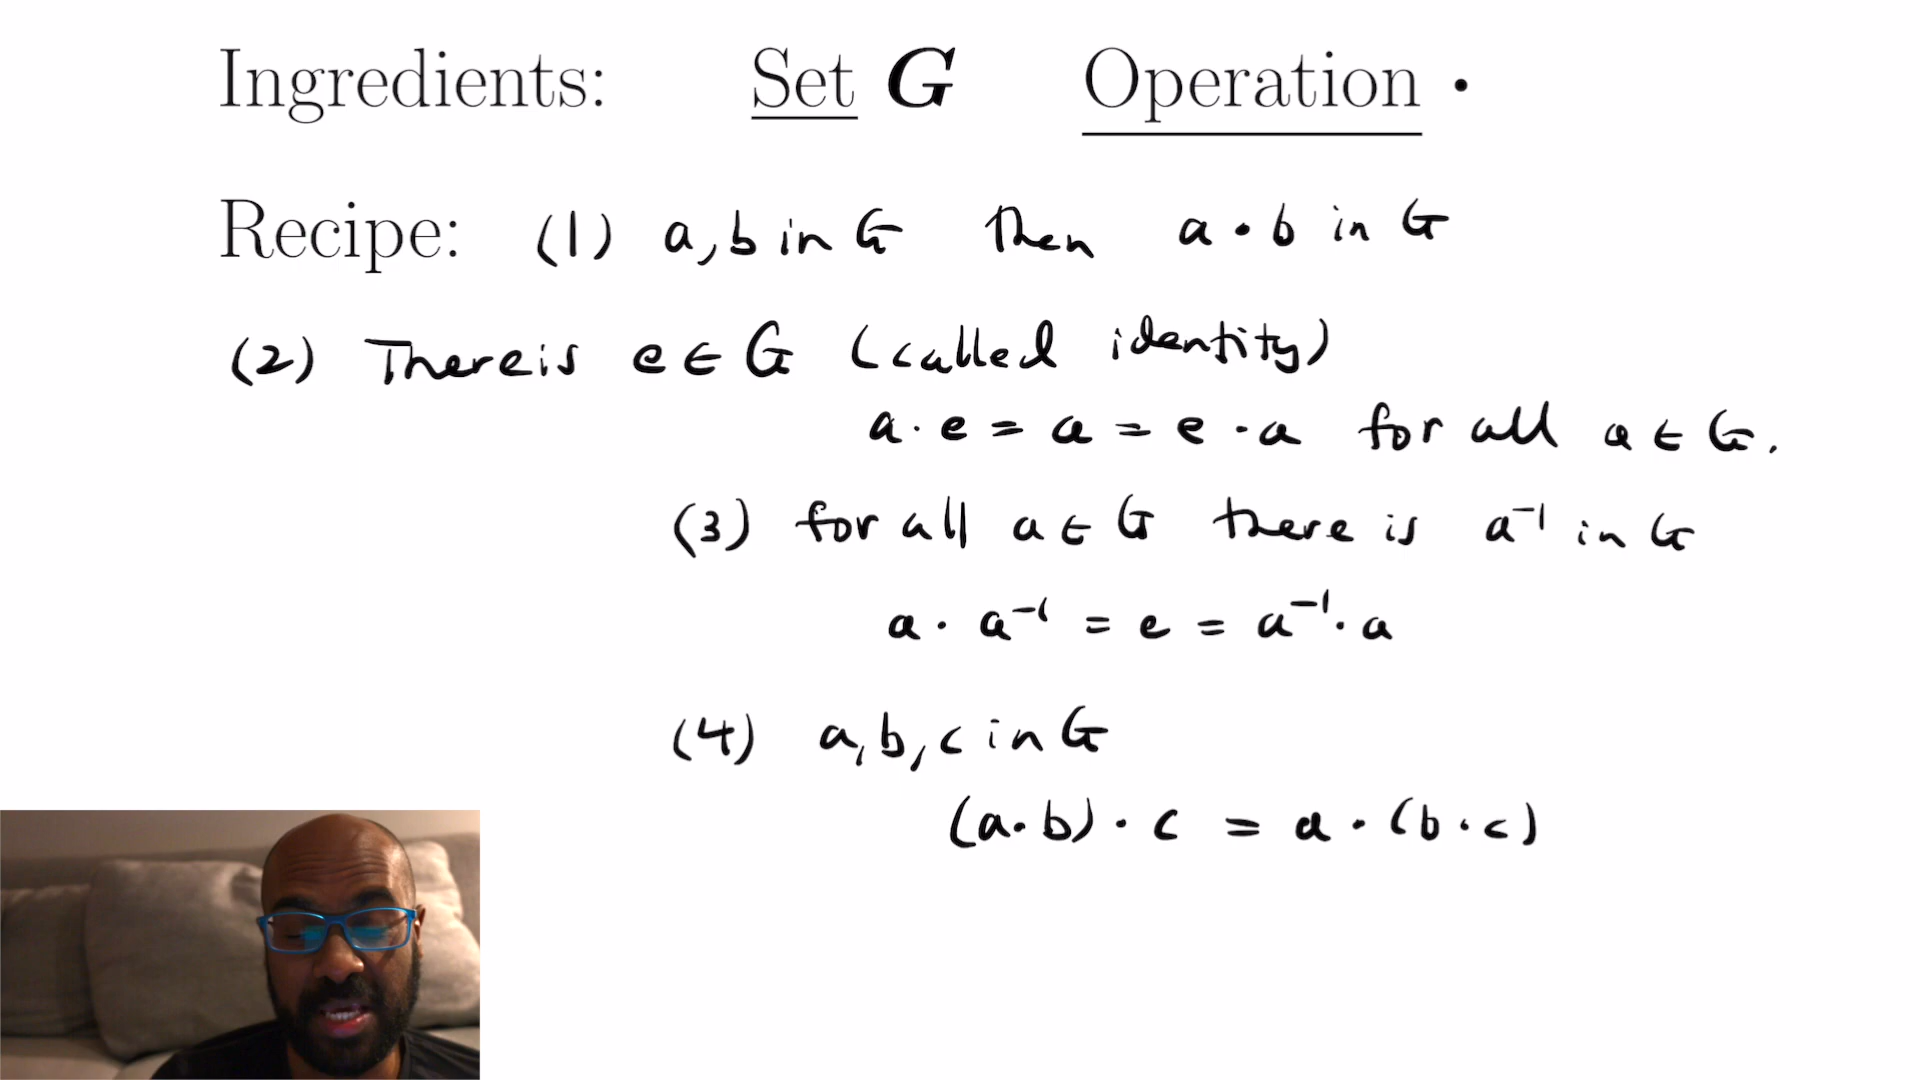 Ingredients: Set G Operation ·
Recipe: (1) a, b in G Then a · b in G
(2) There is e ∈ G (called identity)
a · e = a = e · a for all a ∈ G.
(3) for all a ∈ G there is a⁻¹ in G
a · a⁻¹ = e = a⁻¹ · a
(4) a, b, c in G
(a · b) · c = a · (b · c)